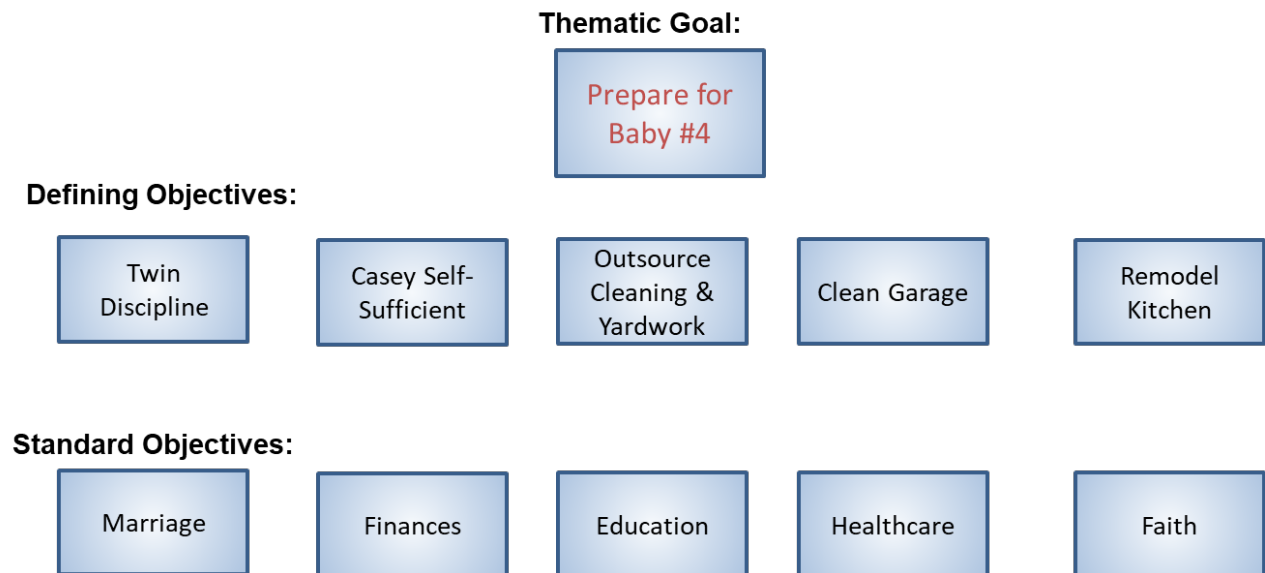 Thematic Goal:
Prepare for
Baby #4
Defining Objectives:
Twin
Discipline
Casey Self-
Sufficient
Outsource
Cleaning &
Yardwork
Clean Garage
Remodel
Kitchen
Standard Objectives:
Marriage
Finances
Education
Healthcare
Faith